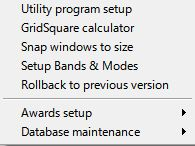 Utility program setup
GridSquare calculator
Snap windows to size
Setup Bands & Modes
Rollback to previous version
Awards setup
Database maintenance